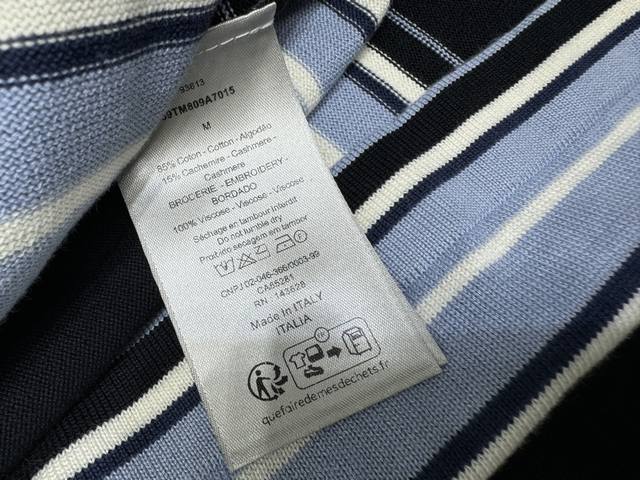 93613
9TM809A7015
M
85% Coton - Cotton - Algodão
15% Cachemire - Cashmere -
Cashmere
BRODERIE - EMBROIDERY -
BORDADO
100% Viscose - Viscose - Viscose
Séchage en tambour interdit
Do not tumble dry
Proibido secagem em tambor
CNPJ 02-046-366/0003-99
CA55281
RN : 143628
Made In ITALY
ITALIA
quefairedemesdechets.fr